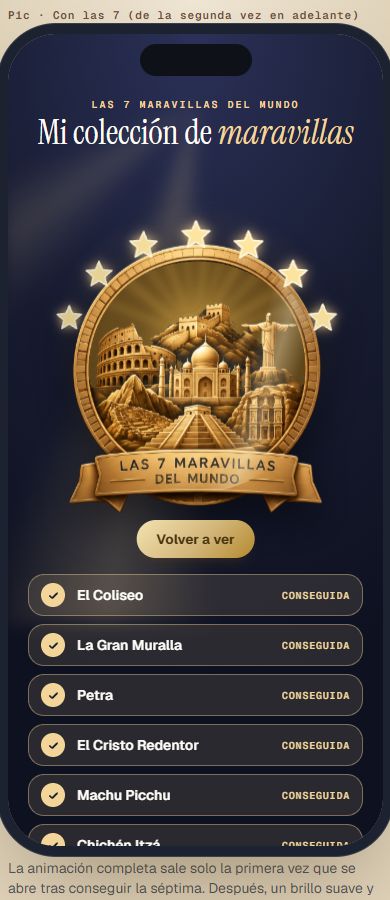 Pic · Con las 7 (de la segunda vez en adelante)
LAS 7 MARAVILLAS DEL MUNDO
Mi colección de maravillas
LAS 7 MARAVILLAS
DEL MUNDO
Volver a ver
El Coliseo CONSEGUIDA
La Gran Muralla CONSEGUIDA
Petra CONSEGUIDA
El Cristo Redentor CONSEGUIDA
Machu Picchu CONSEGUIDA
Chichén Itzá
La animación completa sale solo la primera vez que se
abre tras conseguir la séptima. Después, un brillo suave y